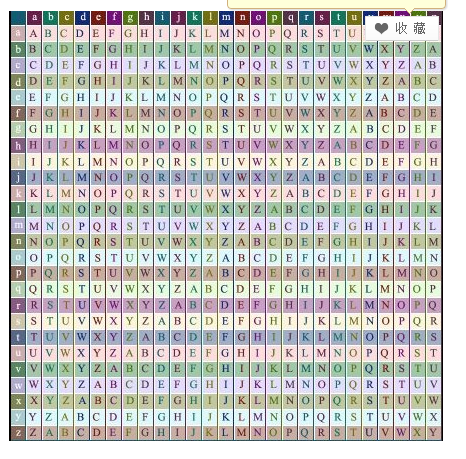 a b c d e f g h i j k l m n o p q r s t u
收 藏
a A B C D E F G H I J K L M N O P Q R S T U
b B C D E F G H I J K L M N O P Q R S T U V W X Y Z A
c C D E F G H I J K L M N O P Q R S T U V W X Y Z A B
d D E F G H I J K L M N O P Q R S T U V W X Y Z A B C
e E F G H I J K L M N O P Q R S T U V W X Y Z A B C D
f F G H I J K L M N O P Q R S T U V W X Y Z A B C D E
g G H I J K L M N O P Q R S T U V W X Y Z A B C D E F
h H I J K L M N O P Q R S T U V W X Y Z A B C D E F G
i I J K L M N O P Q R S T U V W X Y Z A B C D E F G H
j J K L M N O P Q R S T U V W X Y Z A B C D E F G H I
k K L M N O P Q R S T U V W X Y Z A B C D E F G H I J
l L M N O P Q R S T U V W X Y Z A B C D E F G H I J K
m M N O P Q R S T U V W X Y Z A B C D E F G H I J K L
n N O P Q R S T U V W X Y Z A B C D E F G H I J K L M
o O P Q R S T U V W X Y Z A B C D E F G H I J K L M N
p P Q R S T U V W X Y Z A B C D E F G H I J K L M N O
q Q R S T U V W X Y Z A B C D E F G H I J K L M N O P
r R S T U V W X Y Z A B C D E F G H I J K L M N O P Q
s S T U V W X Y Z A B C D E F G H I J K L M N O P Q R
t T U V W X Y Z A B C D E F G H I J K L M N O P Q R S
u U V W X Y Z A B C D E F G H I J K L M N O P Q R S T
v V W X Y Z A B C D E F G H I J K L M N O P Q R S T U
w W X Y Z A B C D E F G H I J K L M N O P Q R S T U V
x X Y Z A B C D E F G H I J K L M N O P Q R S T U V W
y Y Z A B C D E F G H I J K L M N O P Q R S T U V W X
z Z A B C D E F G H I J K L M N O P Q R S T U V W X Y